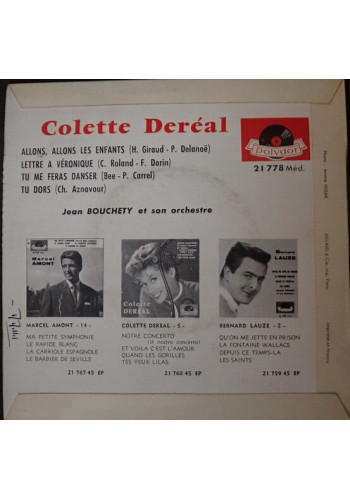 Colette Deréal
ALLONS, ALLONS LES ENFANTS (H. Giraud - P. Delanoë)
LETTRE A VÉRONIQUE (C. Roland - F. Dorin)
TU ME FERAS DANSER (Bee - P. Carrel)
TU DORS (Ch. Aznavour)
polydor
21 778 Méd.
Jean BOUCHETY et son orchestre
Marcel
AMONT
Colette
DERÉAL
Bernard
LAUZE
MARCEL AMONT - 14 -
MA PETITE SYMPHONIE
LE RAPIDE BLANC
LA CARRIOLE ESPAGNOLE
LE BARBIER DE SEVILLE
21 767 45 EP
COLETTE DEREAL - 5 -
NOTRE CONCERTO
(Il nostro concerto)
ET VOILA C'EST L'AMOUR
QUAND LES GORILLES
TES YEUX LILAS
21 760 45 EP
BERNARD LAUZE - 2 -
QU'ON ME JETTE EN PRISON
LA FONTAINE WALLACE
DEPUIS CE TEMPS-LA
LES SAINTS
21 759 45 EP